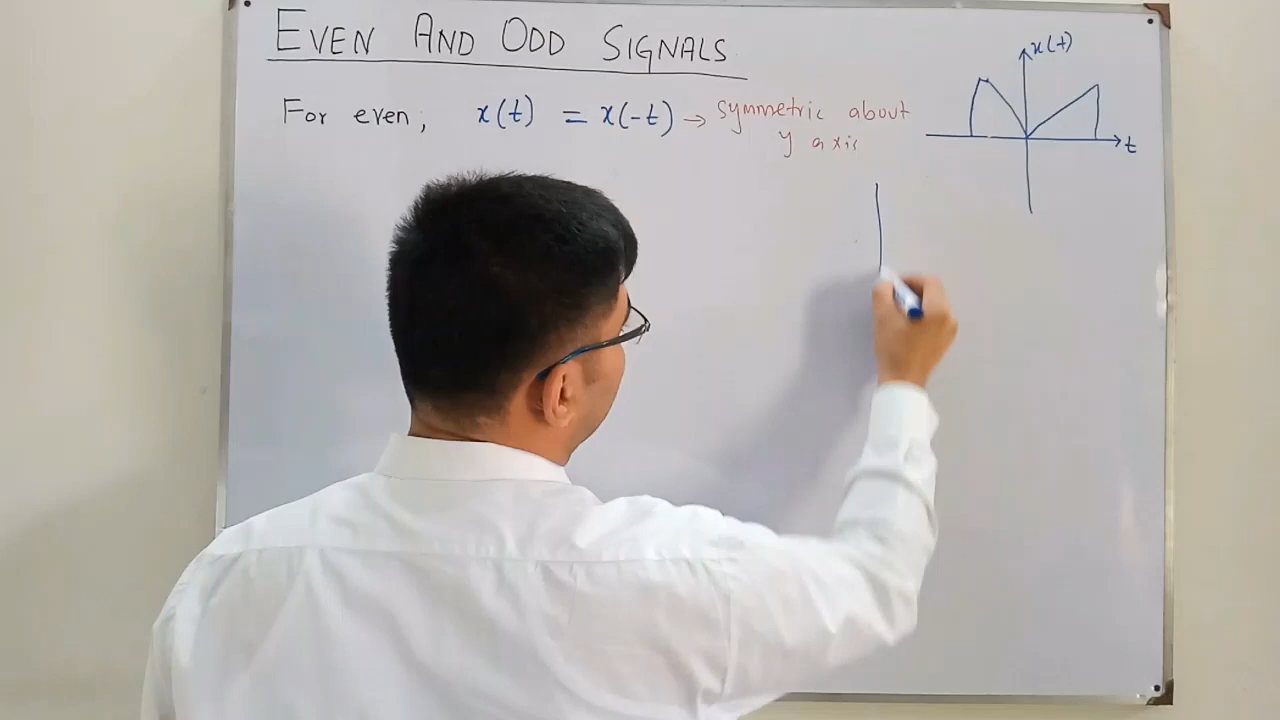 EVEN AND ODD SIGNALS
For even; x(t) = x(-t) → symmetric about
y axis
x(t)
t